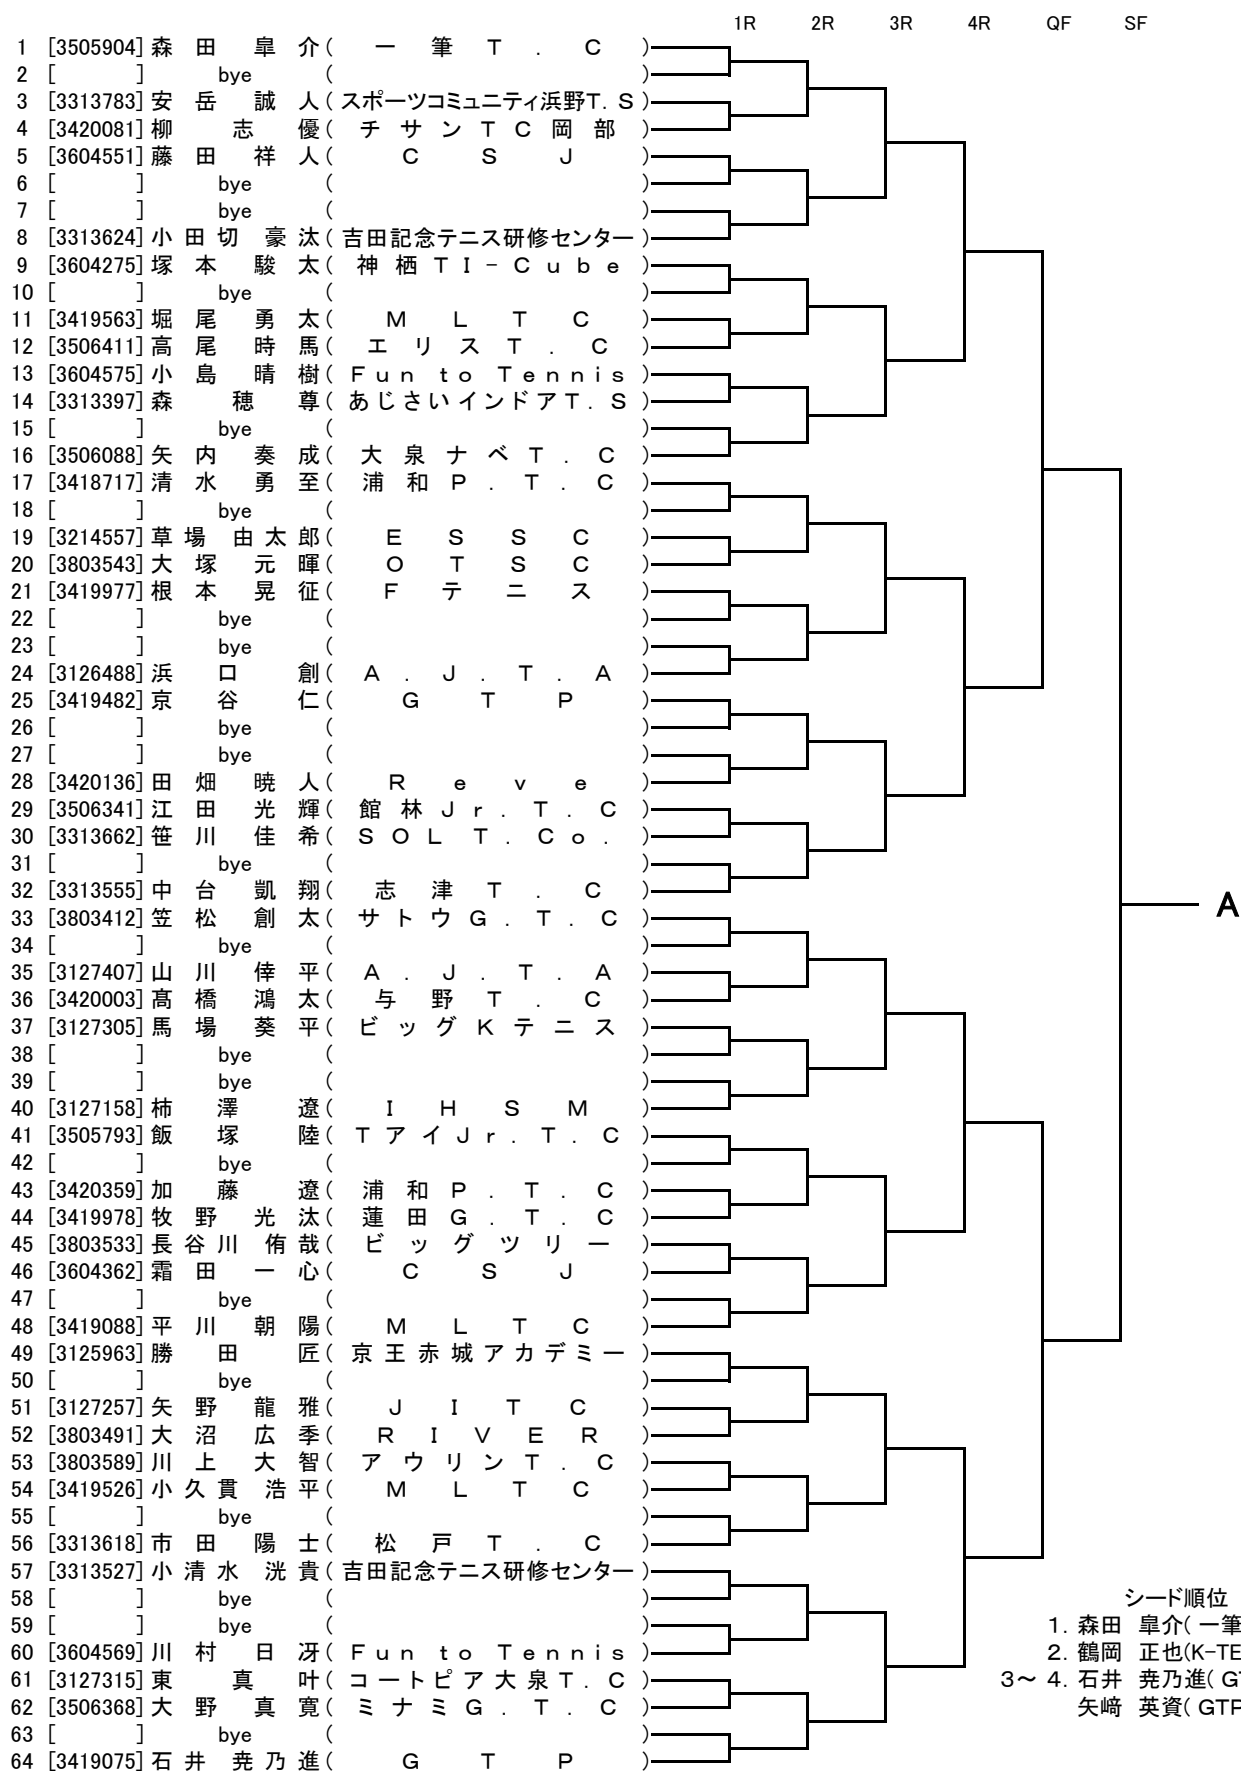 1R 2R 3R 4R QF SF
1 [3505904] 森田 皐介 ( 一筆T.C )
2 [ ] bye ( )
3 [3313783] 安岳 誠人 ( スポーツコミュニティ浜野T.S )
4 [3420081] 柳 志優 ( チサンTC岡部 )
5 [3604551] 藤田 祥人 ( CSJ )
6 [ ] bye ( )
7 [ ] bye ( )
8 [3313624] 小田切 豪汰 ( 吉田記念テニス研修センター )
9 [3604275] 塚本 駿太 ( 神栖TI-Cube )
10 [ ] bye ( )
11 [3419563] 堀尾 勇太 ( MLTC )
12 [3506411] 高尾 時馬 ( エリスT.C )
13 [3604575] 小島 晴樹 ( Fun to Tennis )
14 [3313397] 森 穂尊 ( あじさいインドアT.S )
15 [ ] bye ( )
16 [3506088] 矢内 奏成 ( 大泉ナベT.C )
17 [3418717] 清水 勇至 ( 浦和P.T.C )
18 [ ] bye ( )
19 [3214557] 草場 由太郎 ( ESSC )
20 [3803543] 大塚 元暉 ( OTSC )
21 [3419977] 根本 晃征 ( Fテニス )
22 [ ] bye ( )
23 [ ] bye ( )
24 [3126488] 浜口 創 ( A.J.T.A )
25 [3419482] 京谷 仁 ( GTP )
26 [ ] bye ( )
27 [ ] bye ( )
28 [3420136] 田畑 暁人 ( Reve )
29 [3506341] 江田 光輝 ( 館林Jr.T.C )
30 [3313662] 笹川 佳希 ( SOL T.Co. )
31 [ ] bye ( )
32 [3313555] 中台 凱翔 ( 志津T.C )
33 [3803412] 笠松 創太 ( サトウG.T.C )
A
34 [ ] bye ( )
35 [3127407] 山川 倖平 ( A.J.T.A )
36 [3420003] 髙橋 鴻太 ( 与野T.C )
37 [3127305] 馬場 葵平 ( ビッグKテニス )
38 [ ] bye ( )
39 [ ] bye ( )
40 [3127158] 柿澤 遼 ( IHSM )
41 [3505793] 飯塚 陸 ( TアイJr.T.C )
42 [ ] bye ( )
43 [3420359] 加藤 遼 ( 浦和P.T.C )
44 [3419978] 牧野 光汰 ( 蓮田G.T.C )
45 [3803533] 長谷川 侑哉 ( ビッグツリー )
46 [3604362] 霜田 一心 ( CSJ )
47 [ ] bye ( )
48 [3419088] 平川 朝陽 ( MLTC )
49 [3125963] 勝田 匠 ( 京王赤城アカデミー )
50 [ ] bye ( )
51 [3127257] 矢野 龍雅 ( JITC )
52 [3803491] 大沼 広季 ( RIVER )
53 [3803589] 川上 大智 ( アウリンT.C )
54 [3419526] 小久貫 浩平 ( MLTC )
55 [ ] bye ( )
56 [3313618] 市田 陽士 ( 松戸T.C )
57 [3313527] 小清水 洸貴 ( 吉田記念テニス研修センター )
58 [ ] bye ( )
59 [ ] bye ( )
60 [3604569] 川村 日冴 ( Fun to Tennis )
61 [3127315] 東 真叶 ( コートピア大泉T.C )
62 [3506368] 大野 真寛 ( ミナミG.T.C )
63 [ ] bye ( )
64 [3419075] 石井 尭乃進 ( GTP )
シード順位
1. 森田 皐介( 一筆
2. 鶴岡 正也(K-TE
3～ 4. 石井 尭乃進( G
矢﨑 英資( GTP